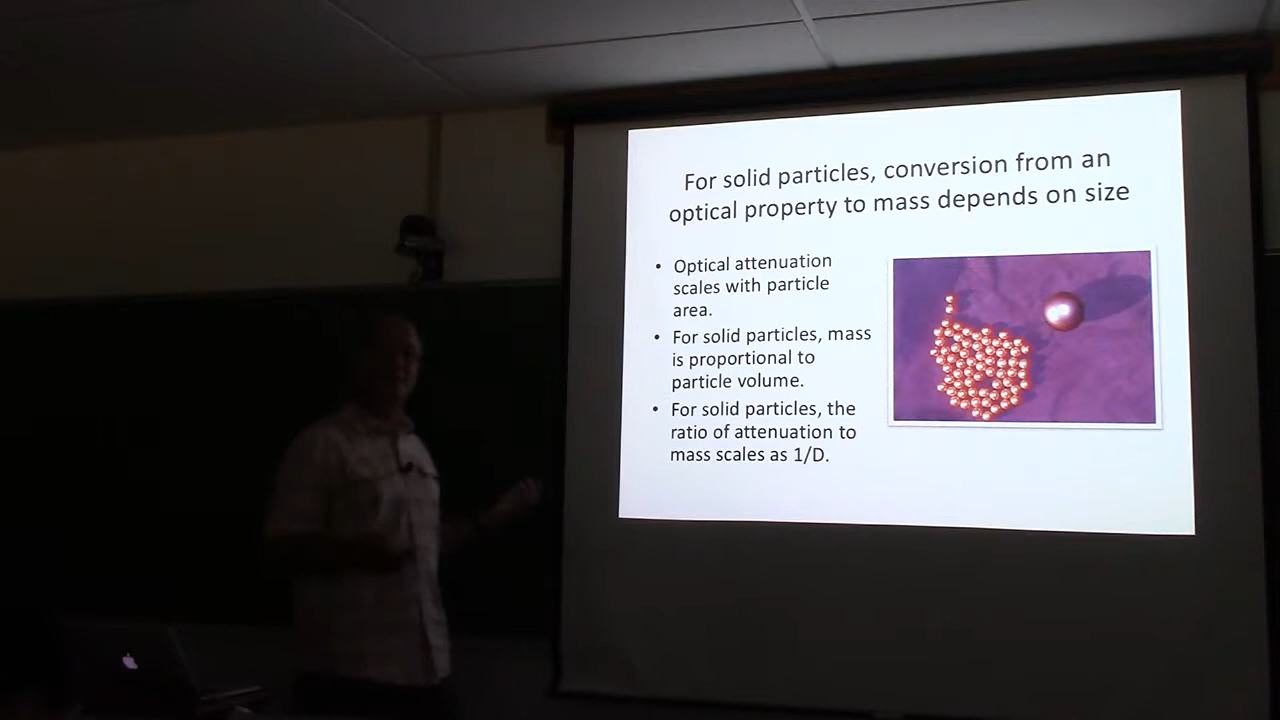 For solid particles, conversion from an
optical property to mass depends on size
• Optical attenuation
scales with particle
area.
• For solid particles, mass
is proportional to
particle volume.
• For solid particles, the
ratio of attenuation to
mass scales as 1/D.